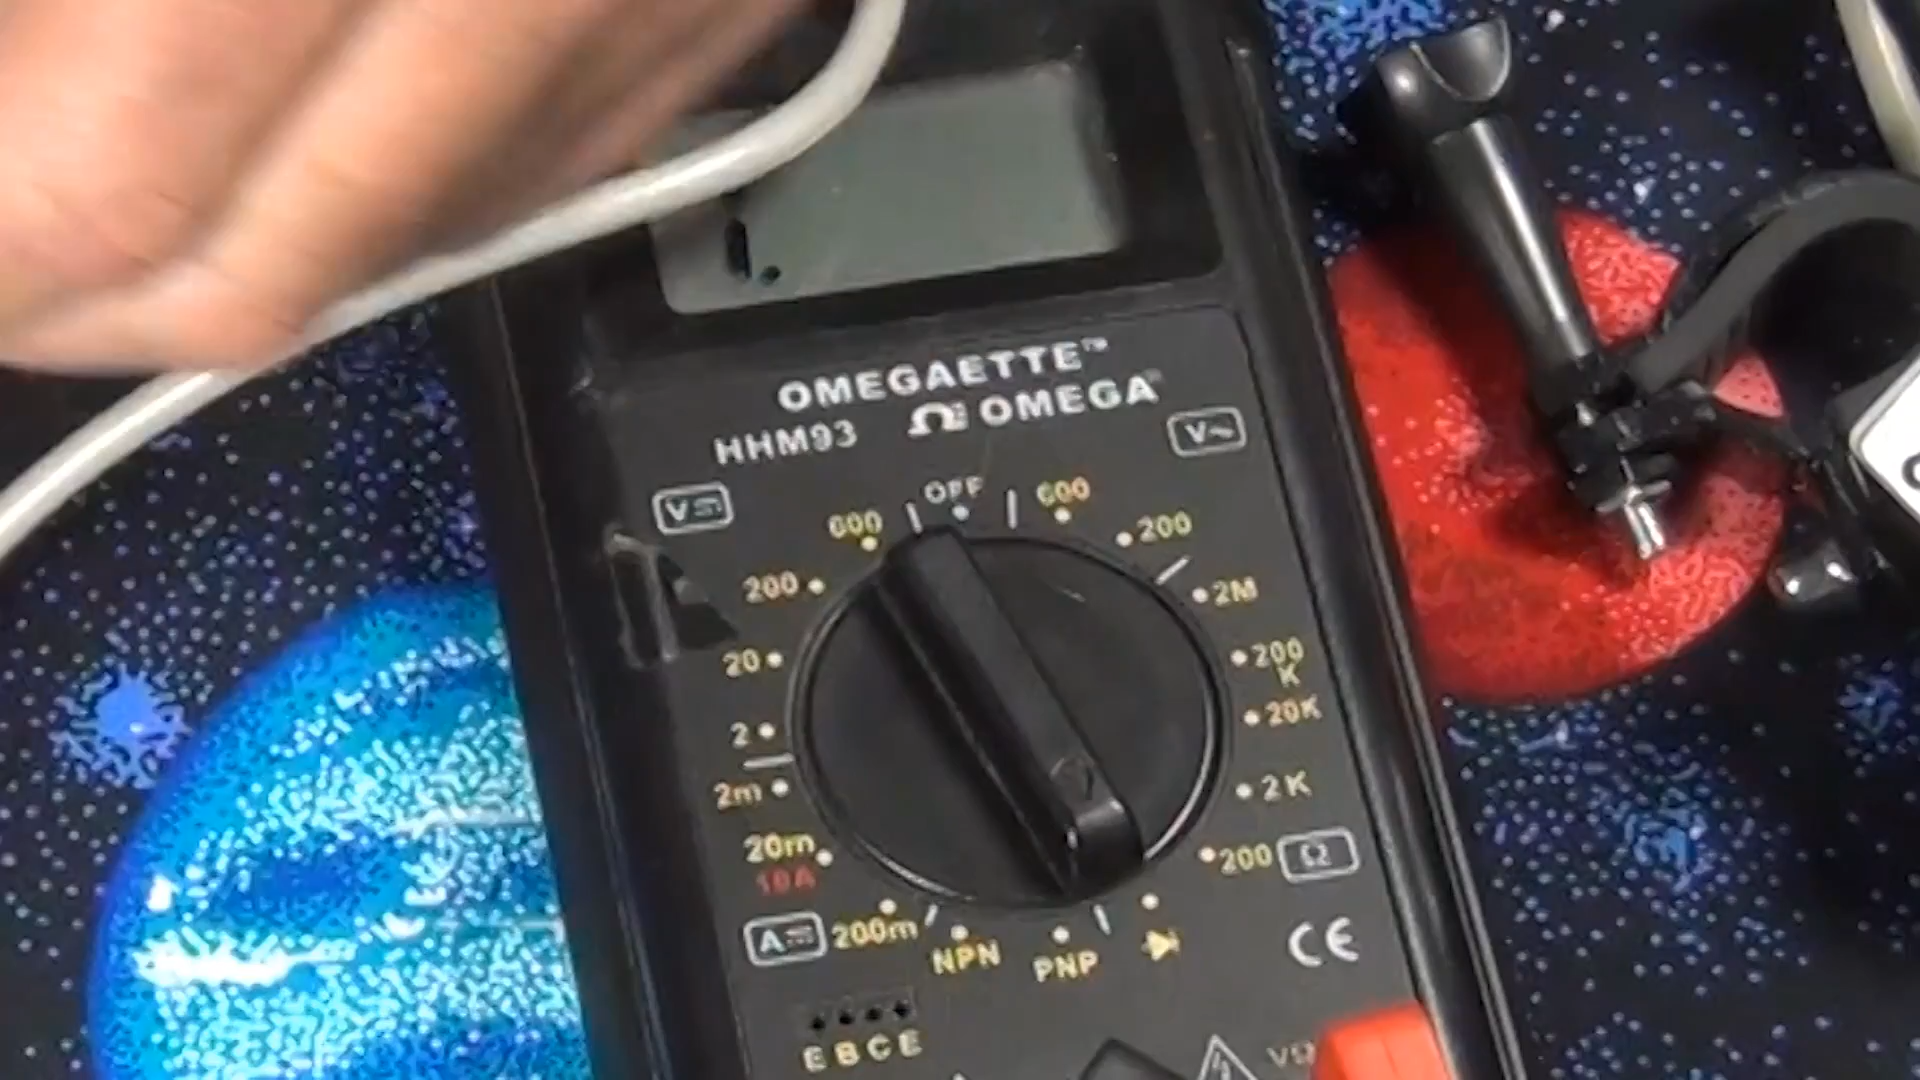 OMEGAETTE™
HHM93 Ω OMEGA®
V~
V
OFF
600
600
200
200
2M
20
200
K
2
20K
2m
2K
20m
10A
200
Ω
A
200m
NPN
PNP
CE
E B C E
VΩ